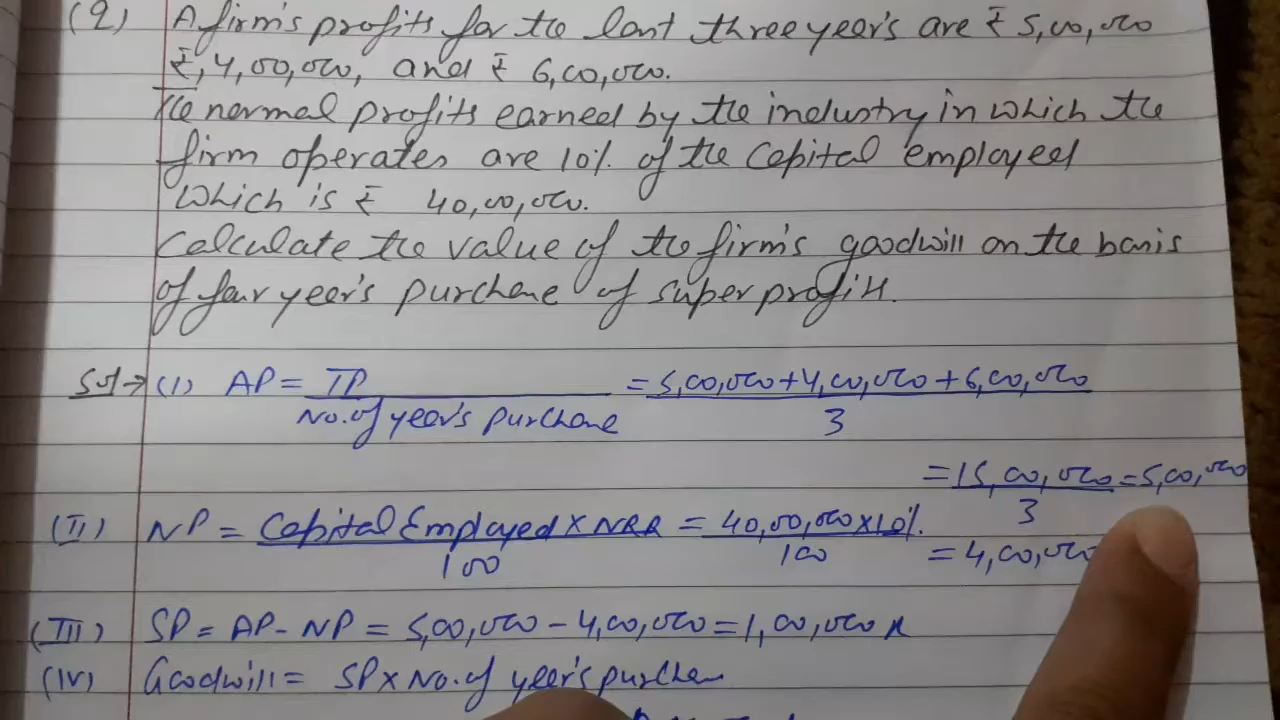 (2) A firm's profits for the last three year's are ₹ 5,00,000
₹, 4,00,000, and ₹ 6,00,000.
The normal profits earned by the industry in which the
firm operates are 10% of the Capital employed
which is ₹ 40,00,000.
Calculate the value of the firm's goodwill on the basis
of four year's purchase of super profit.
Sol→ (I) AP = TP / No. of year's purchase = 5,00,000+4,00,000+6,00,000 / 3
= 15,00,000 / 3 = 5,00,000
(II) NP = Capital Employed × NRR / 100 = 40,00,000×10% / 100 = 4,00,000
(III) SP = AP - NP = 5,00,000 - 4,00,000 = 1,00,000
(IV) Goodwill = SP × No. of year's purchase